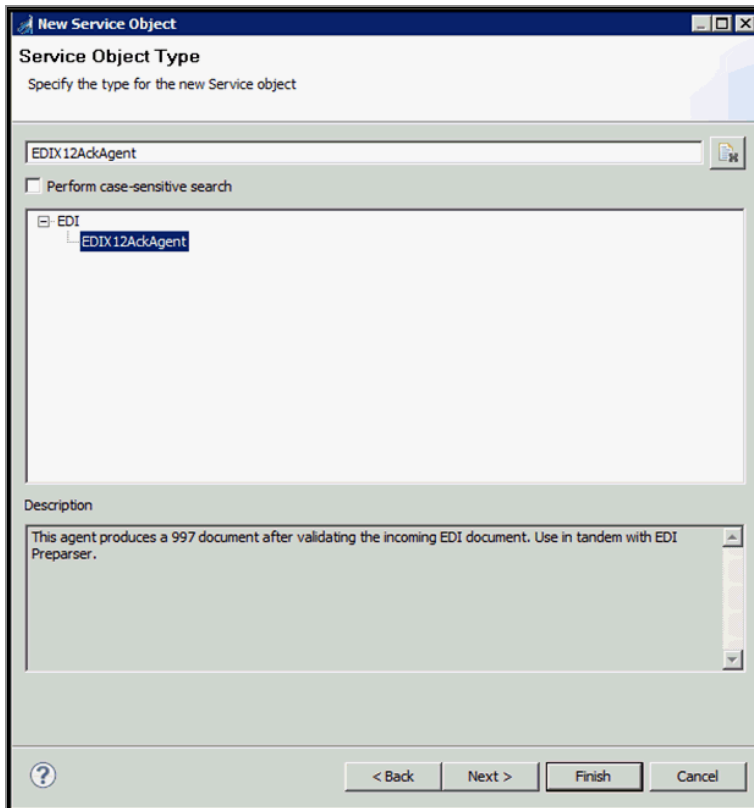 New Service Object
Service Object Type
Specify the type for the new Service object
EDIX12AckAgent
Perform case-sensitive search
EDI
EDIX12AckAgent
Description
This agent produces a 997 document after validating the incoming EDI document. Use in tandem with EDI
Preparser.
?
< Back
Next >
Finish
Cancel